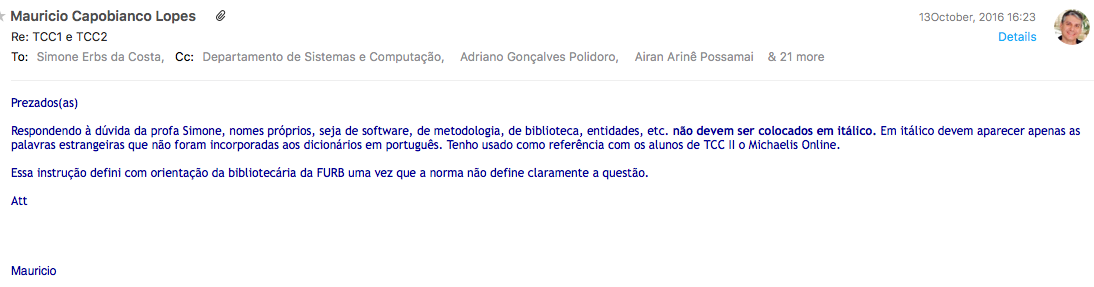 Mauricio Capobianco Lopes
13October, 2016 16:23
Re: TCC1 e TCC2
Details
To: Simone Erbs da Costa, Cc: Departamento de Sistemas e Computação, Adriano Gonçalves Polidoro, Airan Arinê Possamai & 21 more
Prezados(as)
Respondendo à dúvida da profa Simone, nomes próprios, seja de software, de metodologia, de biblioteca, entidades, etc. não devem ser colocados em itálico. Em itálico devem aparecer apenas as
palavras estrangeiras que não foram incorporadas aos dicionários em português. Tenho usado como referência com os alunos de TCC II o Michaelis Online.
Essa instrução defini com orientação da bibliotecária da FURB uma vez que a norma não define claramente a questão.
Att
Mauricio